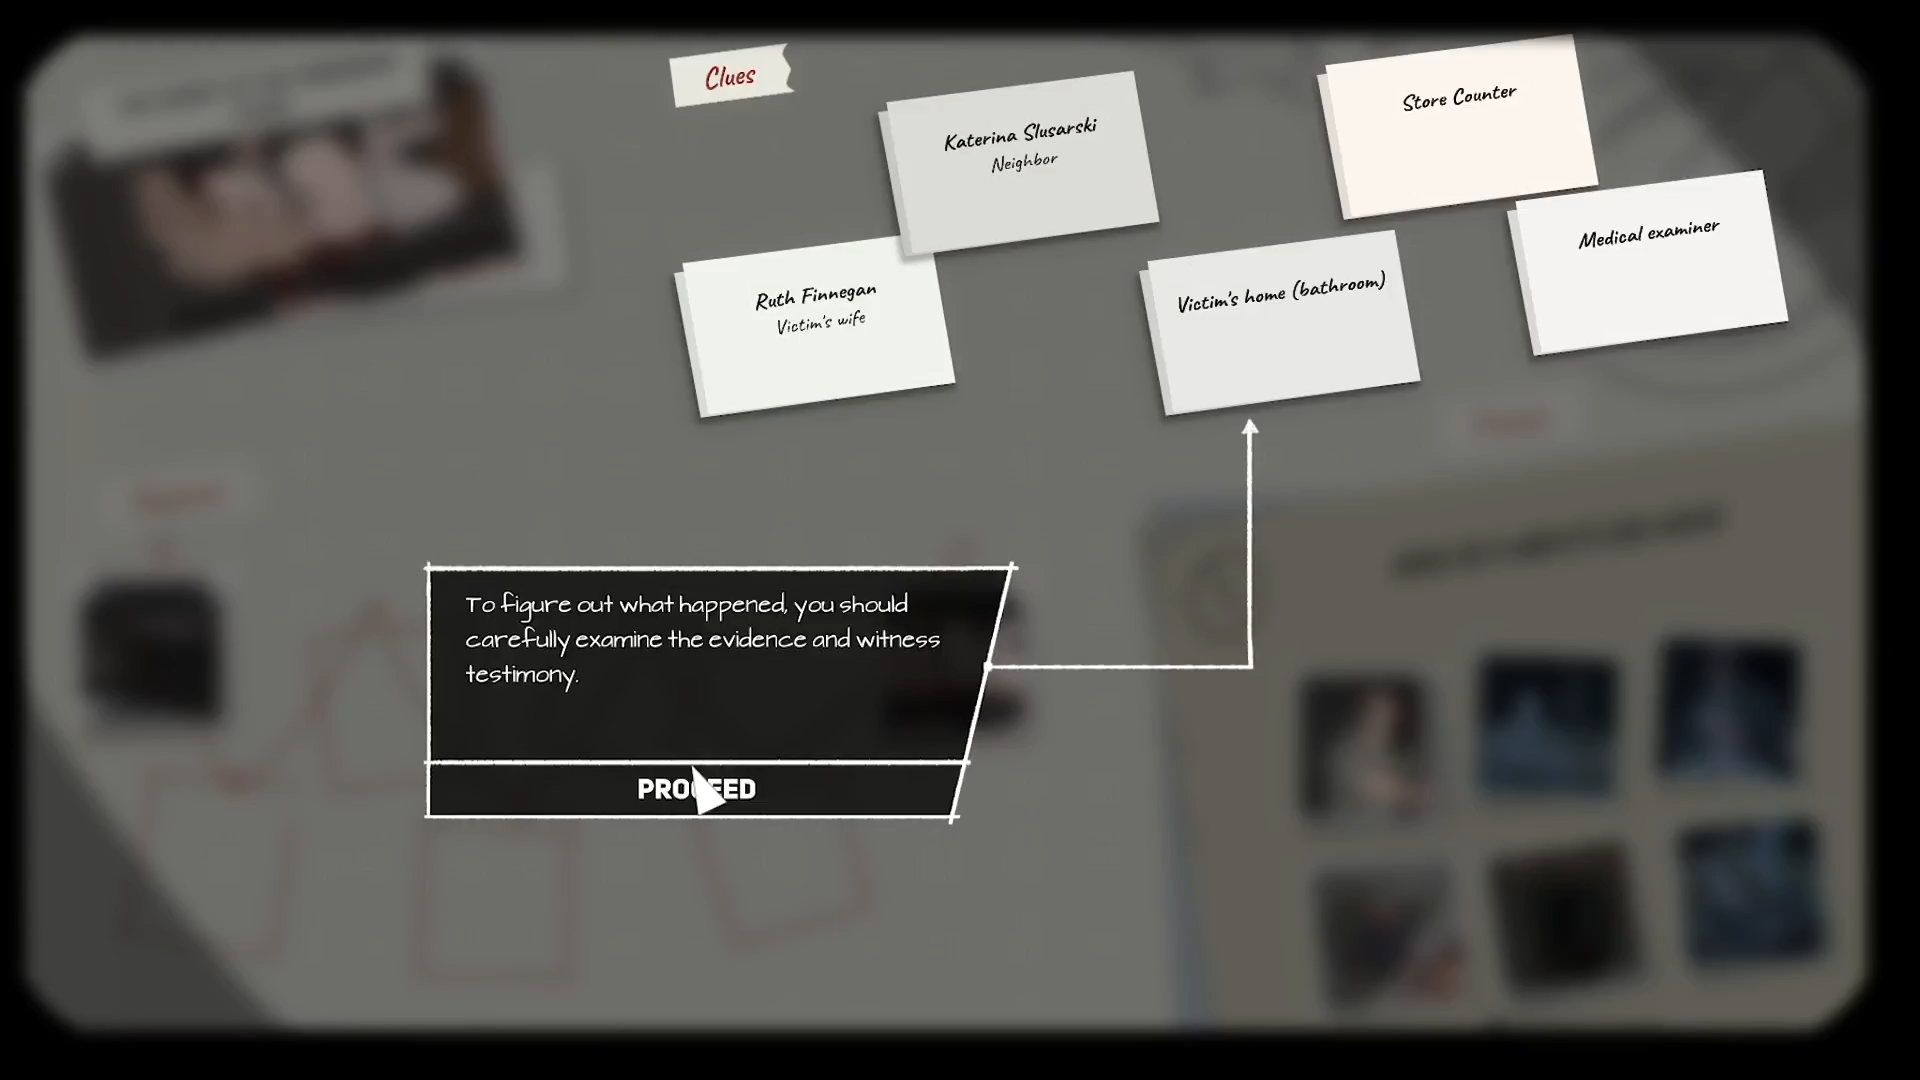 Clues
Katerina Slusarski
Neighbor
Store Counter
Ruth Finnegan
Victim's wife
Victim's home (bathroom)
Medical examiner
To figure out what happened, you should
carefully examine the evidence and witness
testimony.
PROCEED